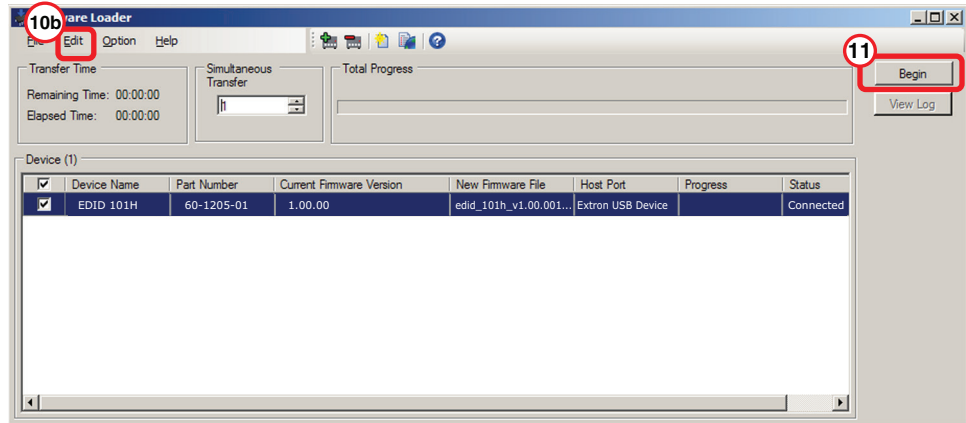 10b
ware Loader
File Edit Option Help
11
Transfer Time
Remaining Time: 00:00:00
Elapsed Time: 00:00:00
Simultaneous
Transfer
1
Total Progress
Begin
View Log
Device (1)
Device Name Part Number Current Firmware Version New Firmware File Host Port Progress Status
EDID 101H 60-1205-01 1.00.00 edid_101h_v1.00.001... Extron USB Device Connected